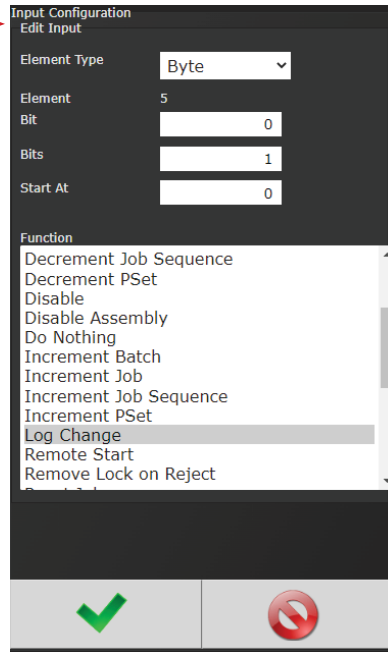 Input Configuration
Edit Input
Element Type Byte
Element 5
Bit 0
Bits 1
Start At 0
Function
Decrement Job Sequence
Decrement PSet
Disable
Disable Assembly
Do Nothing
Increment Batch
Increment Job
Increment Job Sequence
Increment PSet
Log Change
Remote Start
Remove Lock on Reject